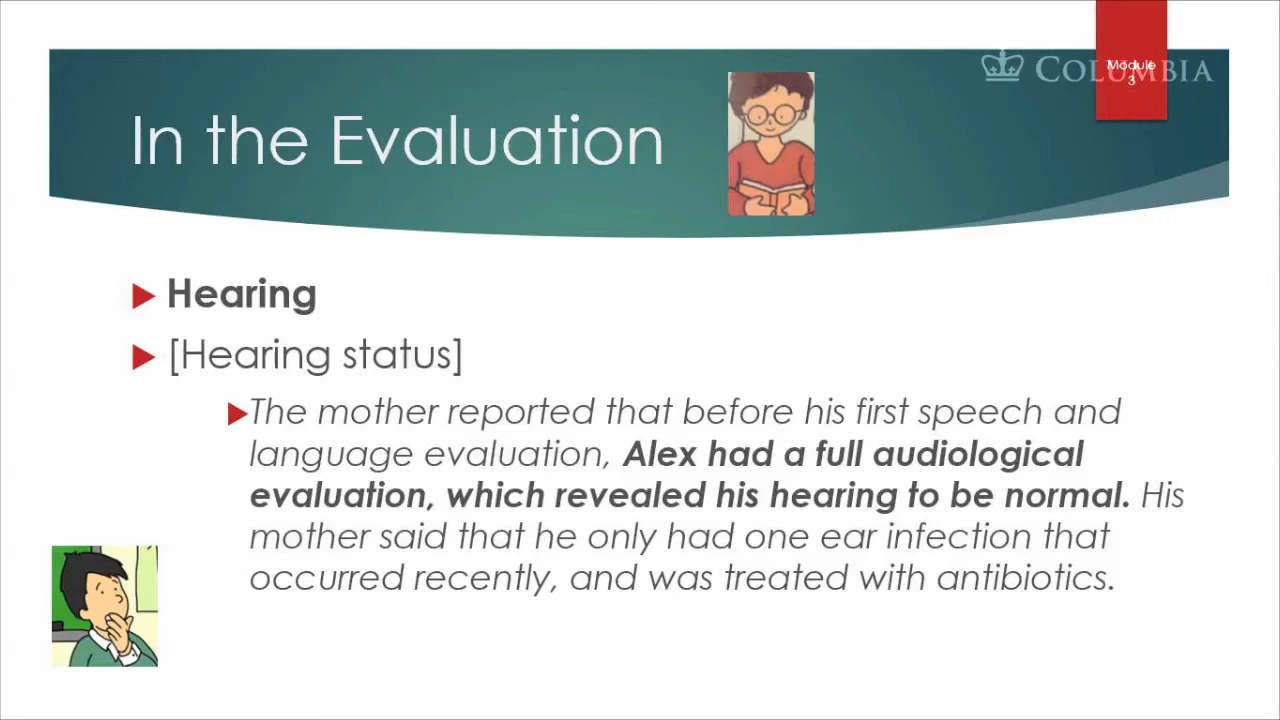 Module
3
COLUMBIA
In the Evaluation
Hearing
[Hearing status]
The mother reported that before his first speech and
language evaluation, Alex had a full audiological
evaluation, which revealed his hearing to be normal. His
mother said that he only had one ear infection that
occurred recently, and was treated with antibiotics.